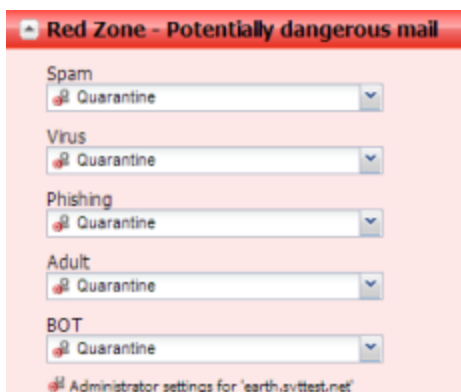 Red Zone - Potentially dangerous mail
Spam
Quarantine
Virus
Quarantine
Phishing
Quarantine
Adult
Quarantine
BOT
Quarantine
Administrator settings for 'earth.syttest.net'